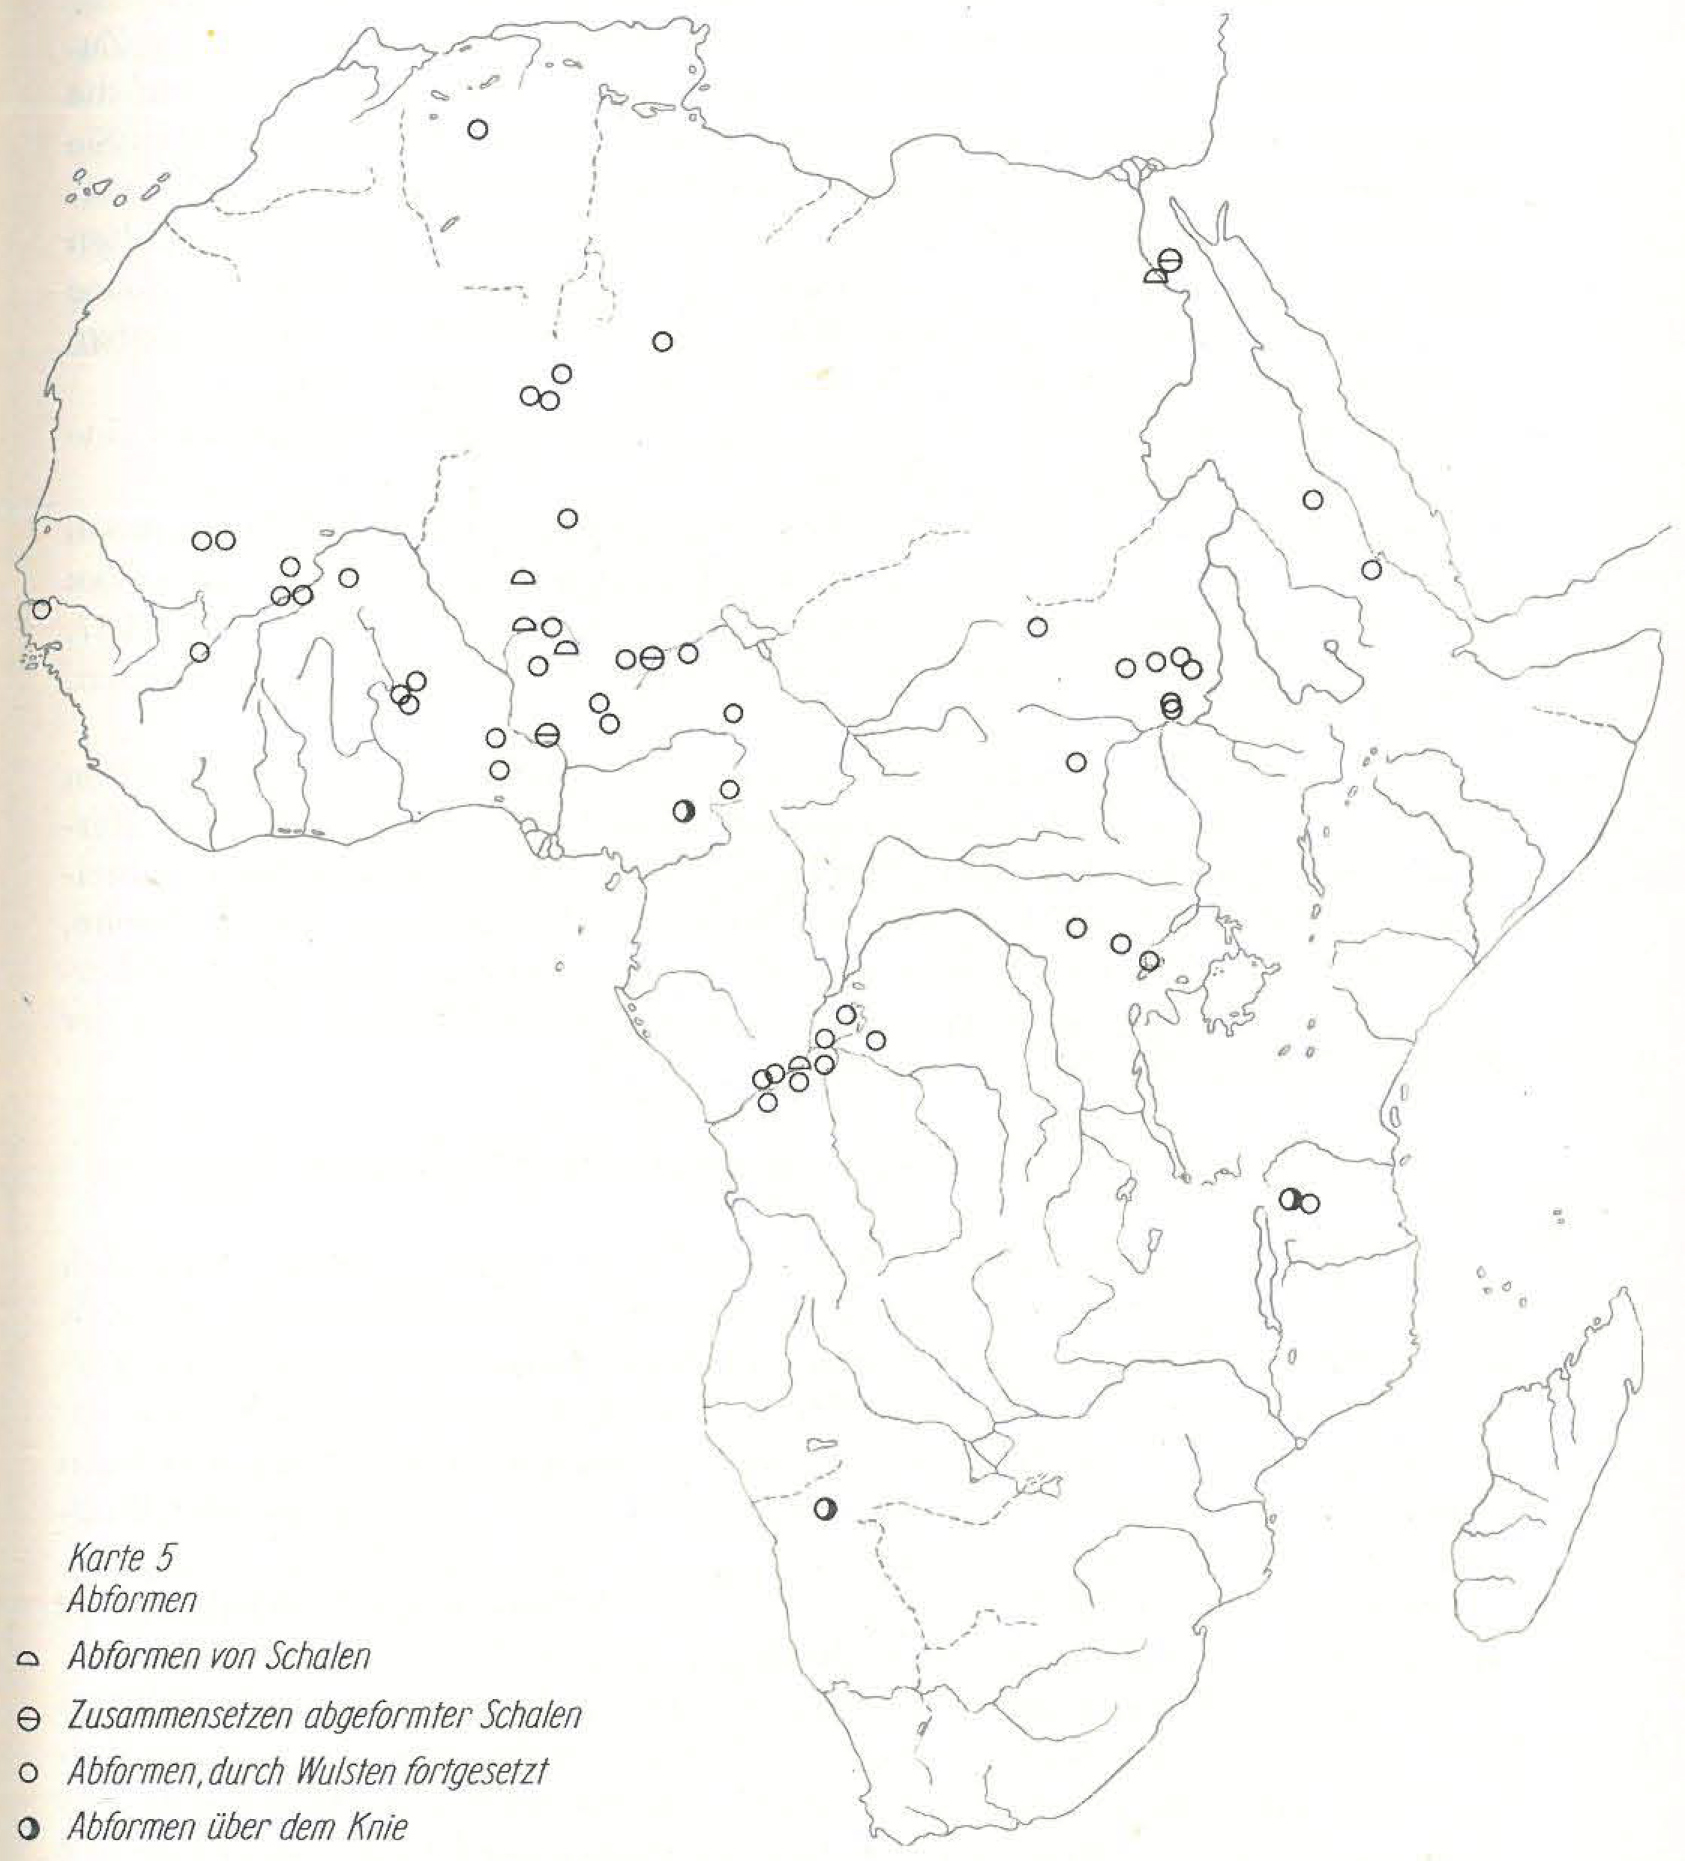 Karte 5
Abformen
Abformen von Schalen
Zusammensetzen abgeformter Schalen
Abformen, durch Wulsten fortgesetzt
Abformen über dem Knie